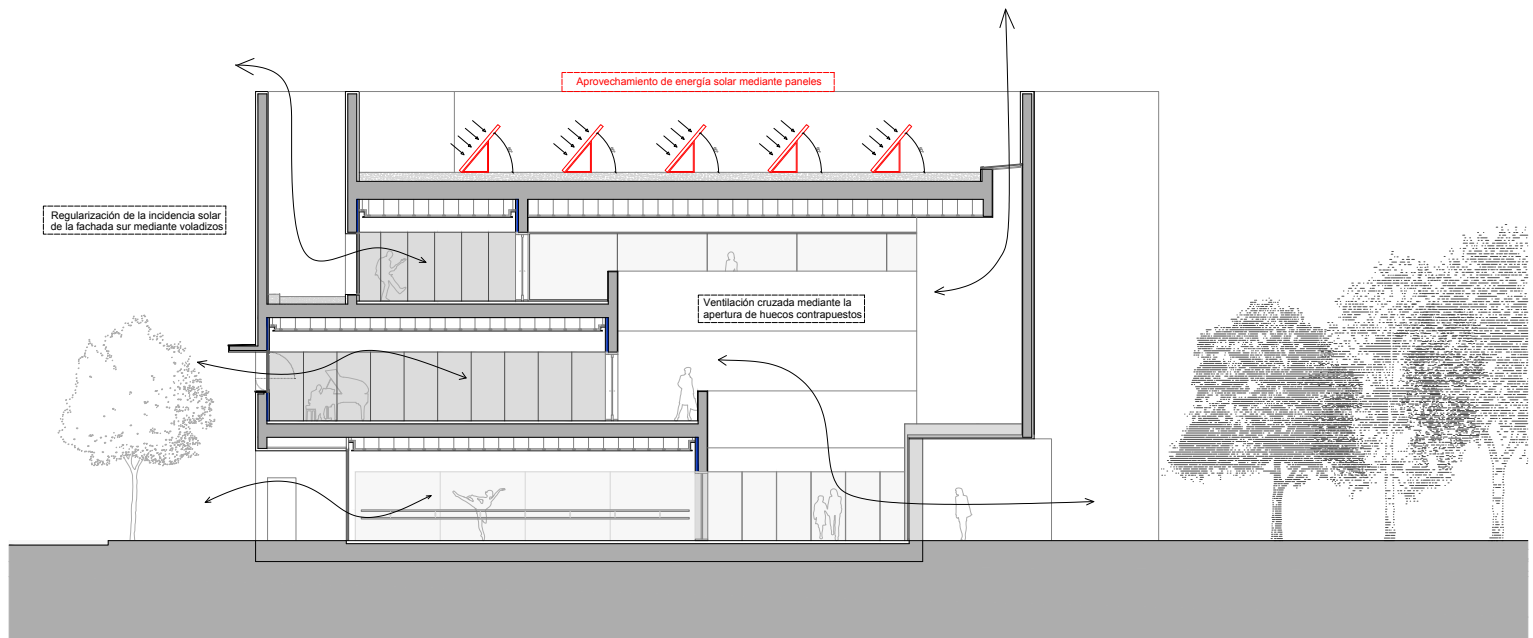 Aprovechamiento de energía solar mediante paneles
Regularización de la incidencia solar
de la fachada sur mediante voladizos
Ventilación cruzada mediante la
apertura de huecos contrapuestos